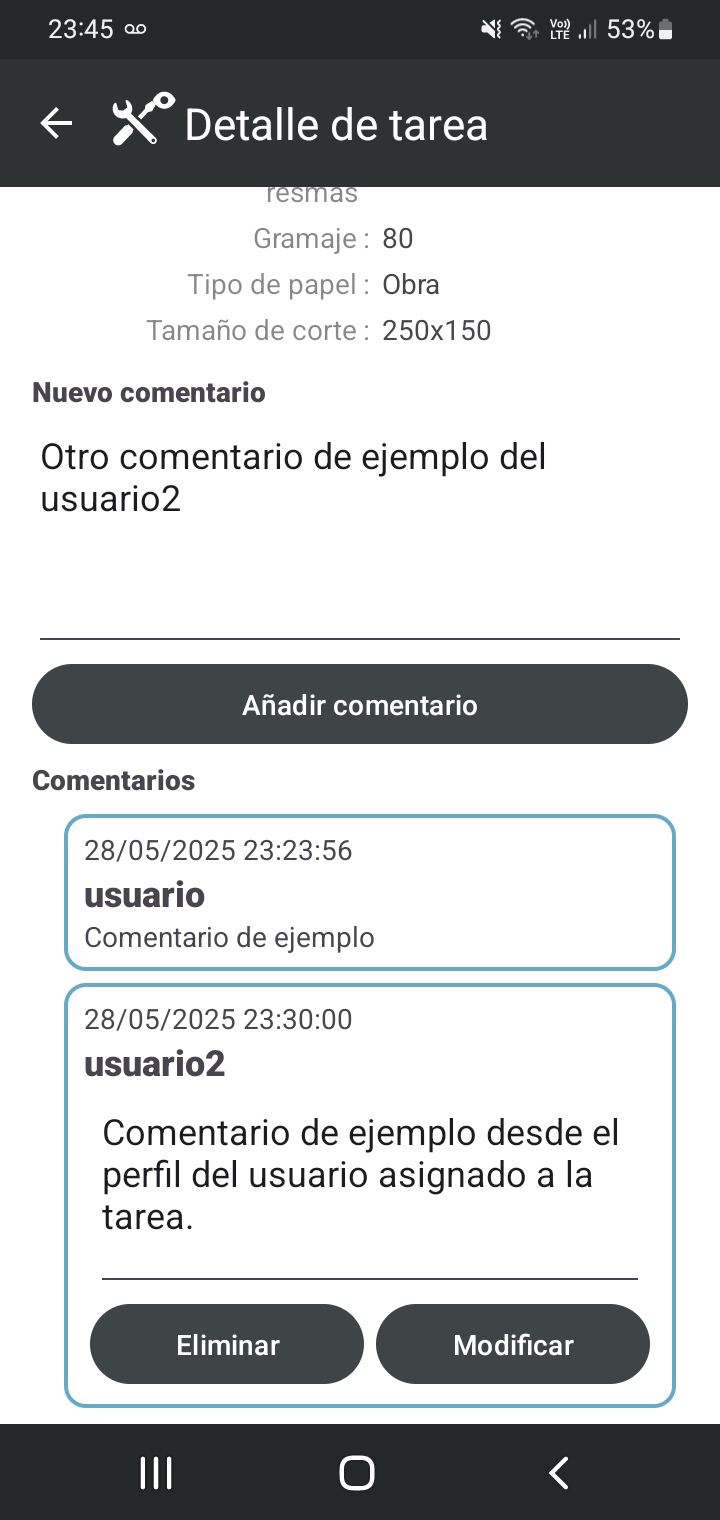 23:45
Vo)) LTE
53%
Detalle de tarea
resmas
Gramaje : 80
Tipo de papel : Obra
Tamaño de corte : 250x150
Nuevo comentario
Otro comentario de ejemplo del
usuario2
Añadir comentario
Comentarios
28/05/2025 23:23:56
usuario
Comentario de ejemplo
28/05/2025 23:30:00
usuario2
Comentario de ejemplo desde el
perfil del usuario asignado a la
tarea.
Eliminar
Modificar